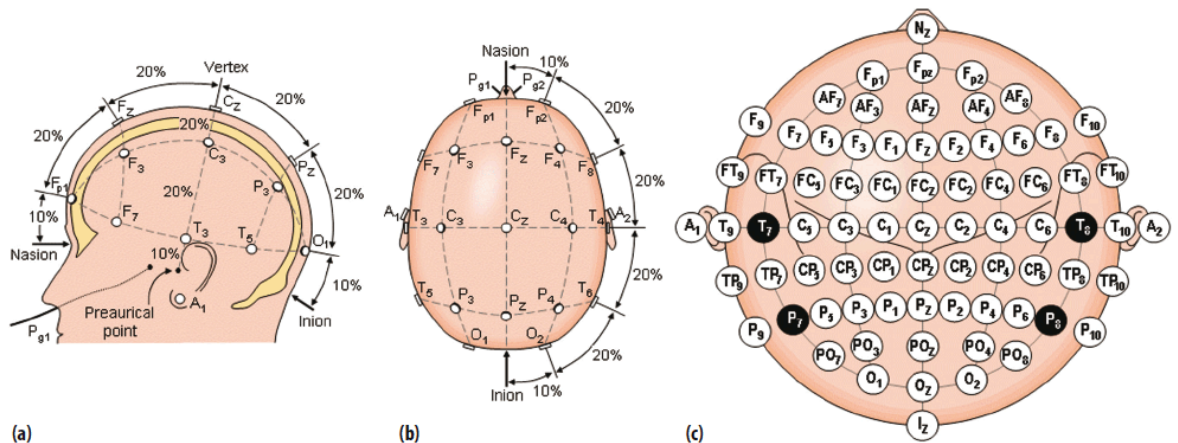 Vertex
20%
Cz
20%
Fz
20%
20%
F3
C3
Pz
Fp1
20%
P3
20%
10%
F7
T3
T5
O1
Nasion
10%
10%
A1
Preaurical
point
Inion
Pg1
(a)
Nasion
10%
Pg1
Pg2
Fp1
Fp2
20%
F7
F3
Fz
F4
F8
20%
A1
T3
C3
Cz
C4
T4
A2
20%
T5
P3
Pz
P4
T6
O1
O2
20%
Inion
10%
(b)
Nz
Fp1 Fpz Fp2
AF7 AF3 AFz AF4 AF8
F9 F7 F5 F3 F1 Fz F2 F4 F6 F8 F10
FT9 FT7 FC5 FC3 FC1 FCz FC2 FC4 FC6 FT8 FT10
A1 T9 T7 C5 C3 C1 Cz C2 C4 C6 T8 T10 A2
TP9 TP7 CP5 CP3 CP1 CPz CP2 CP4 CP6 TP8 TP10
P9 P7 P5 P3 P1 Pz P2 P4 P6 P8 P10
PO7 PO3 POz PO4 PO8
O1 Oz O2
Iz
(c)